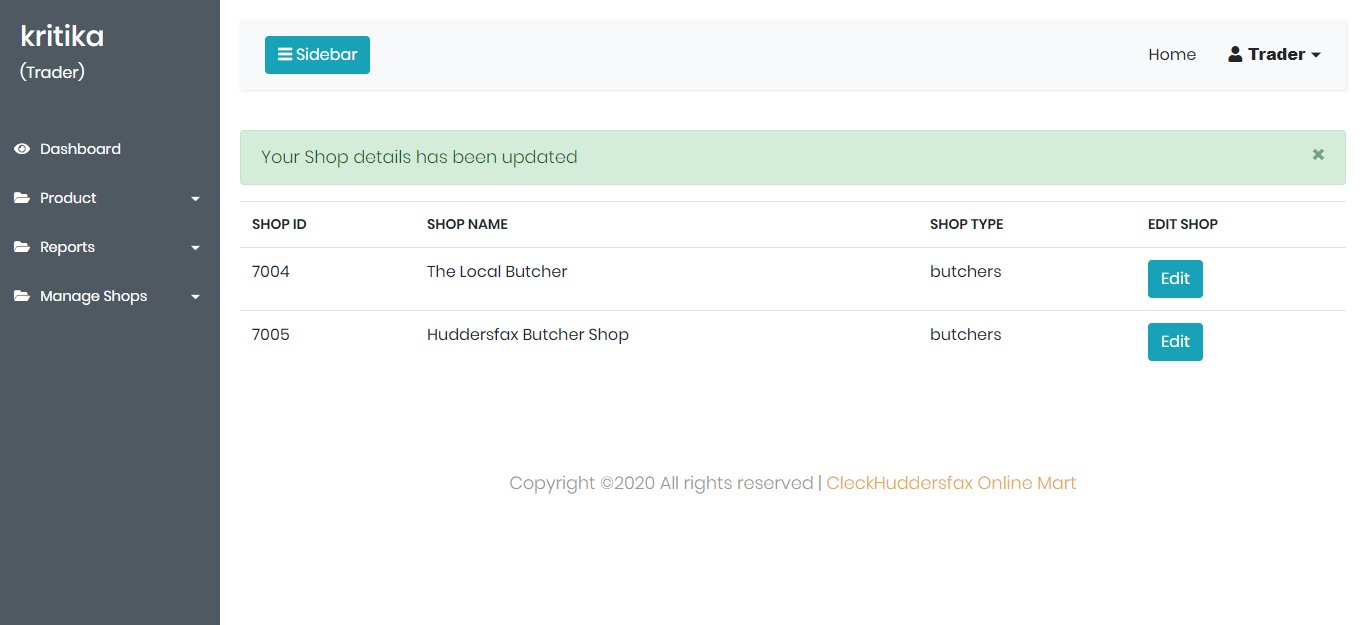 kritika
(Trader)
Dashboard
Product
Reports
Manage Shops
Sidebar
Home
Trader
Your Shop details has been updated
×
SHOP ID SHOP NAME SHOP TYPE EDIT SHOP
7004 The Local Butcher butchers Edit
7005 Huddersfax Butcher Shop butchers Edit
Copyright ©2020 All rights reserved | CleckHuddersfax Online Mart